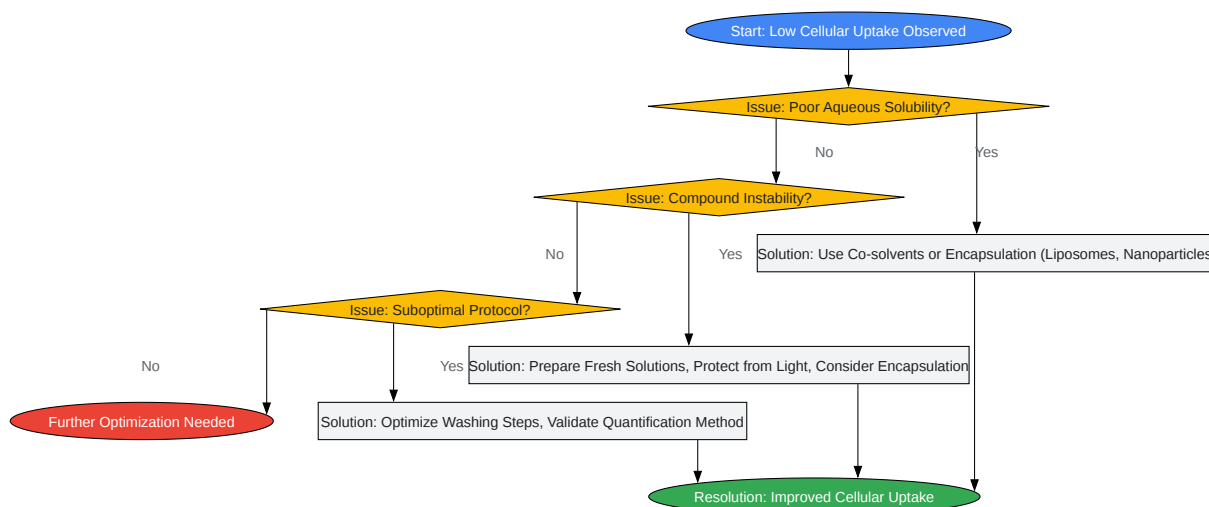 Start: Low Cellular Uptake Observed
Issue: Poor Aqueous Solubility?
No
Yes
Issue: Compound Instability?
No
Yes
Solution: Use Co-solvents or Encapsulation (Liposomes, Nanoparticles
Issue: Suboptimal Protocol?
No
Yes
Solution: Prepare Fresh Solutions, Protect from Light, Consider Encapsulation
Further Optimization Needed
Solution: Optimize Washing Steps, Validate Quantification Method
Resolution: Improved Cellular Uptake